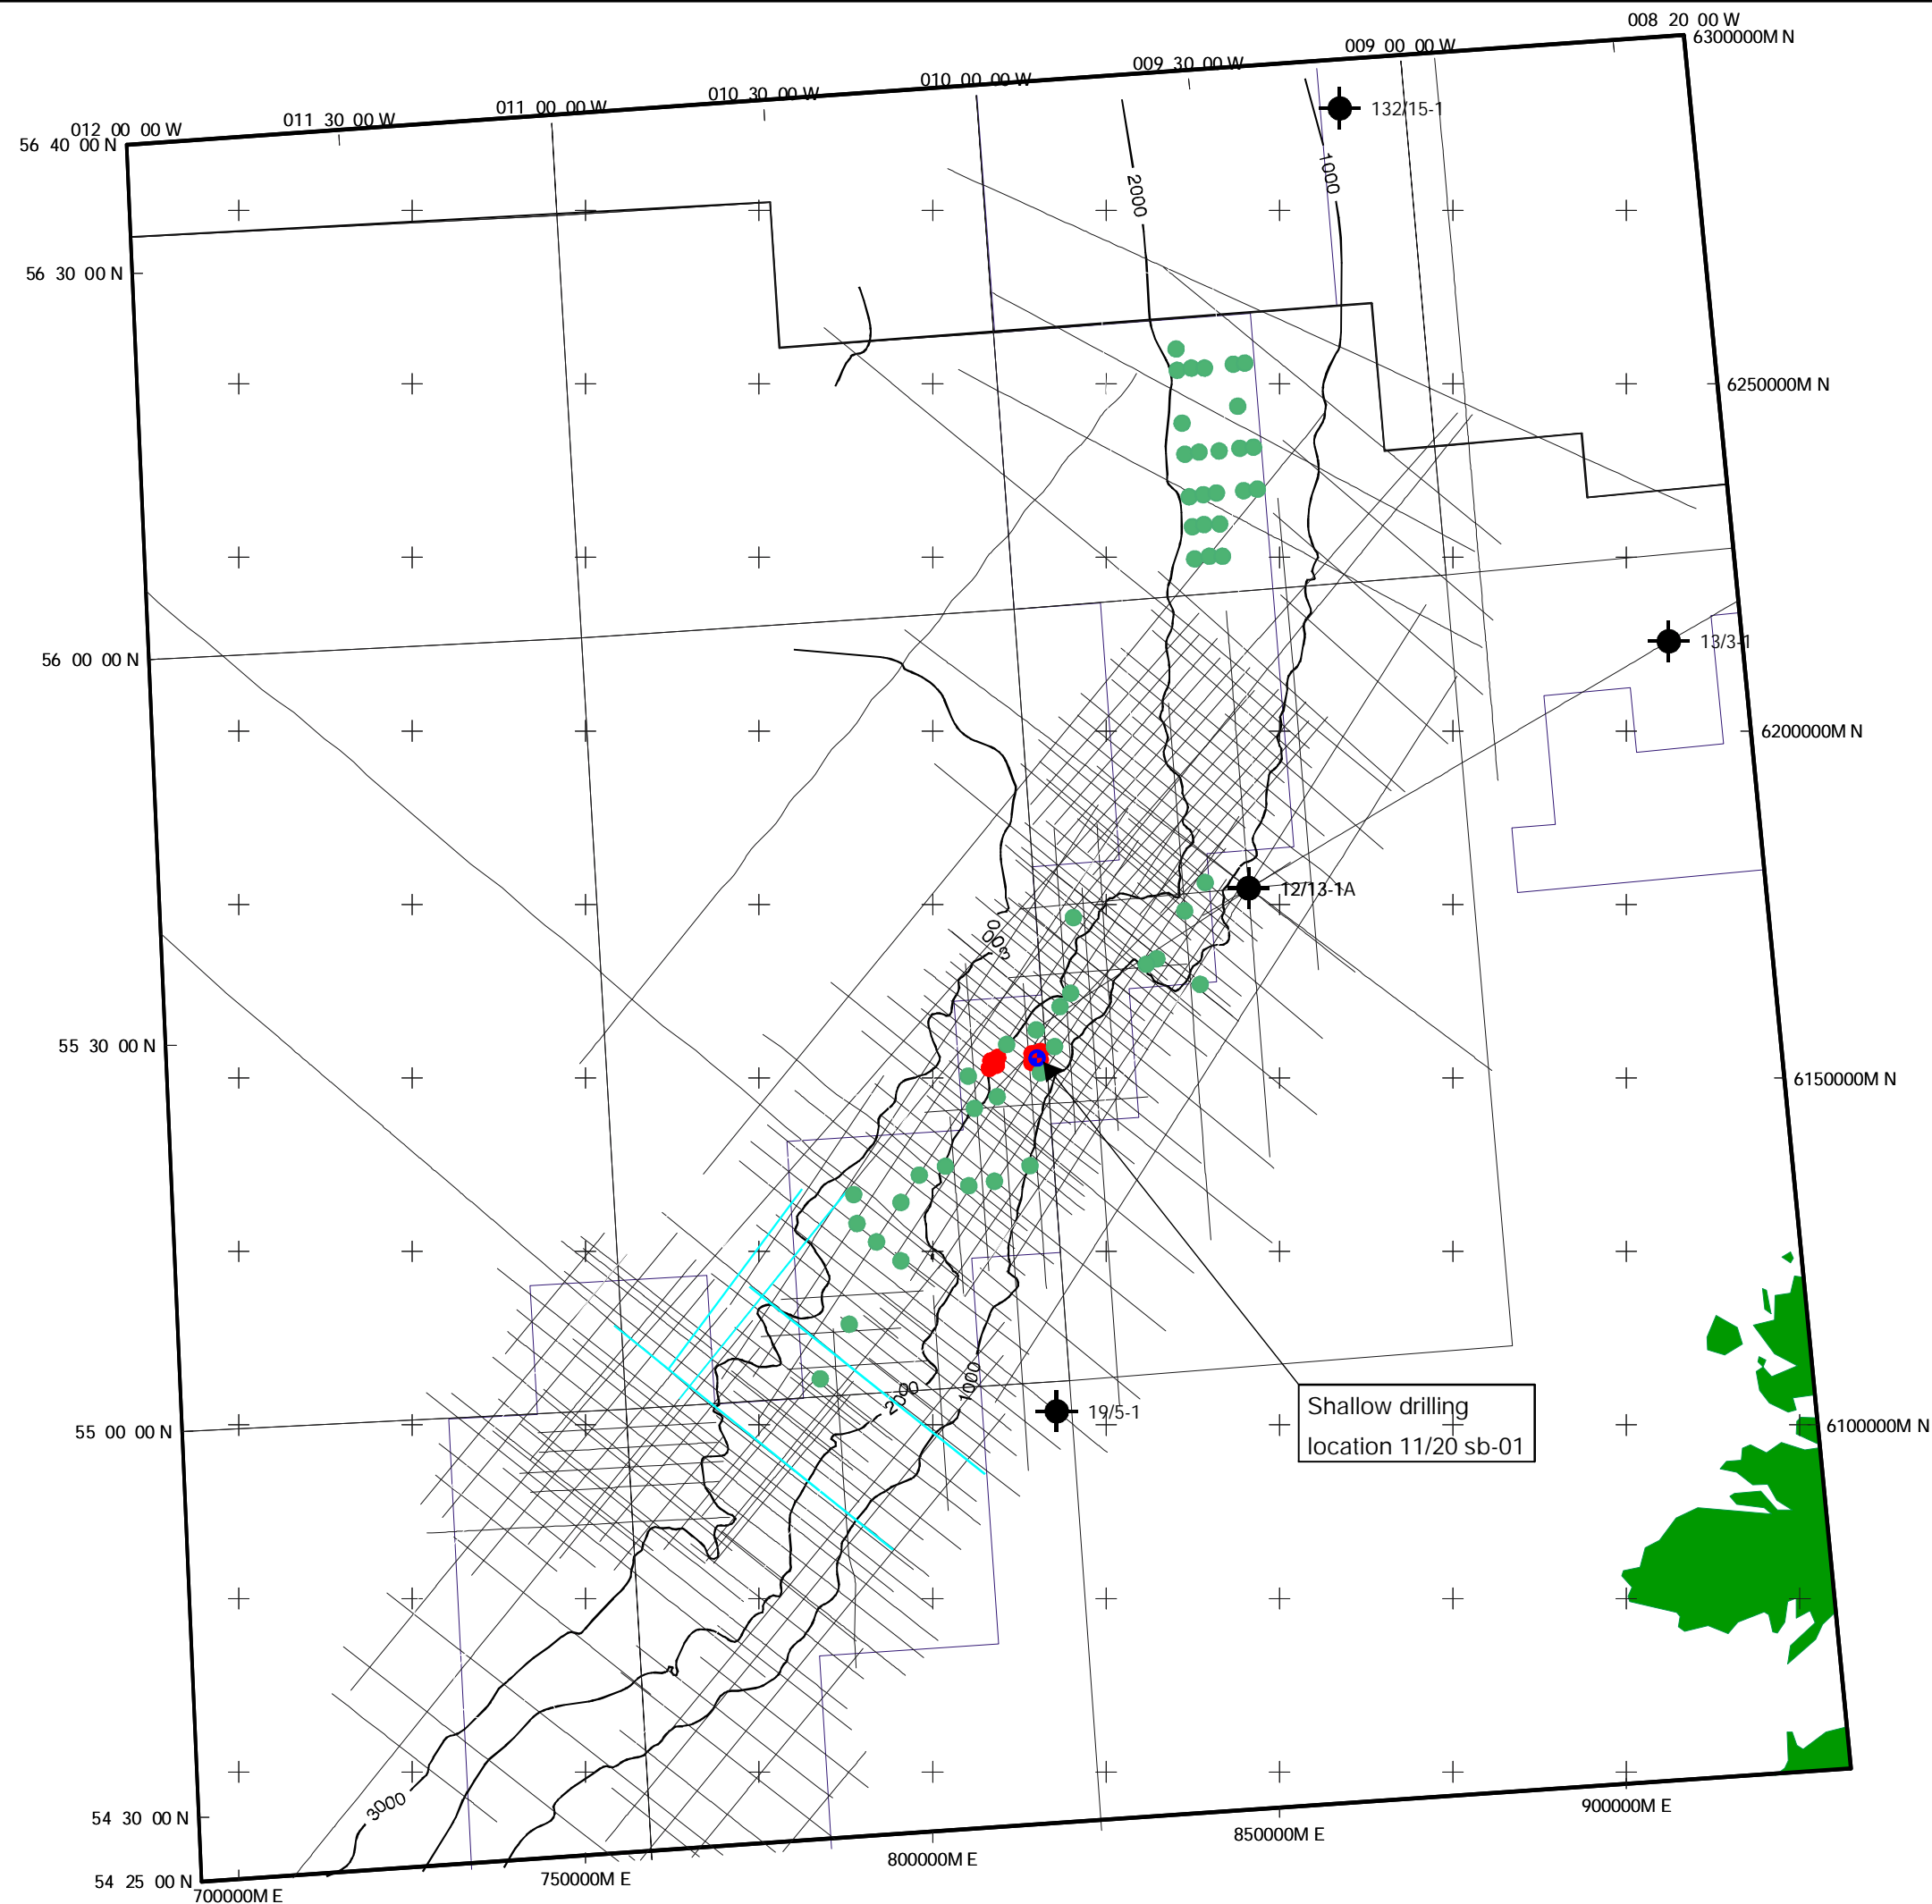 008 20 00 W
6300000M N
009 00 00 W
009 30 00 W
010 00 00 W
010 30 00 W
011 00 00 W
011 30 00 W
012 00 00 W
56 40 00 N
132/15-1
1000
2000
56 30 00 N
6250000M N
56 00 00 N
13/3-1
6200000M N
12/13-1A
3000
55 30 00 N
6150000M N
1000
2000
19/5-1
Shallow drilling
location 11/20 sb-01
55 00 00 N
6100000M N
3000
54 30 00 N
54 25 00 N
700000M E
750000M E
800000M E
850000M E
900000M E